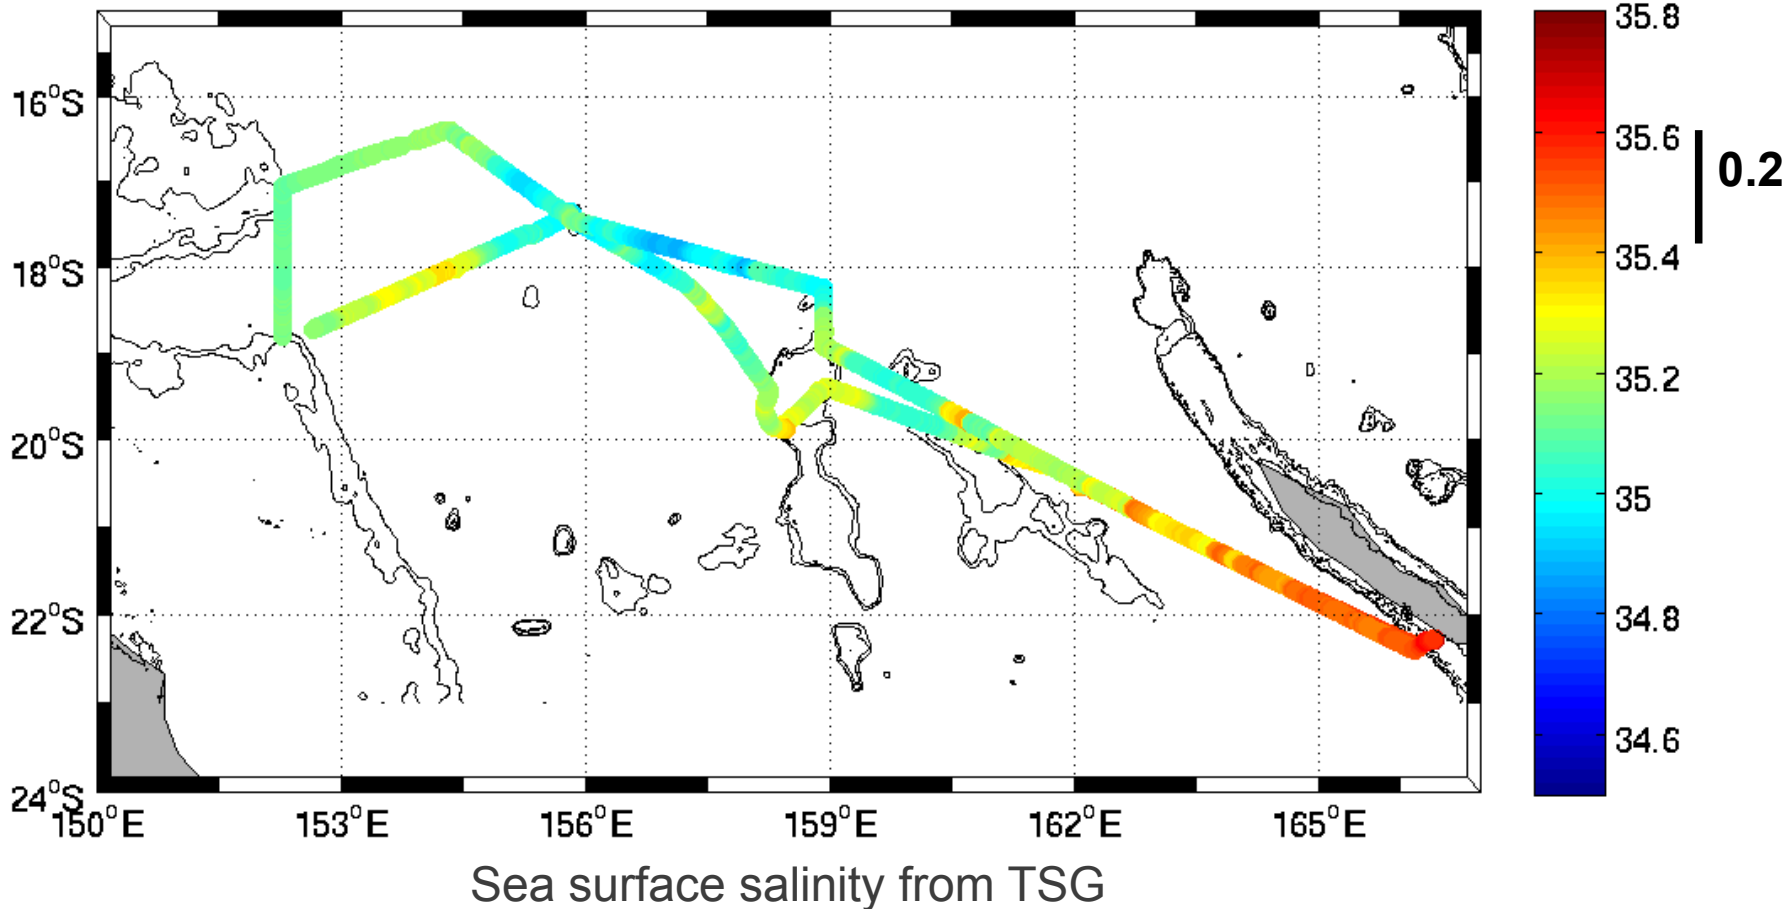 35.8
16°S
35.6
0.2
18°S
35.4
35.2
20°S
35
22°S
34.8
34.6
24°S
150°E 153°E 156°E 159°E 162°E 165°E
Sea surface salinity from TSG